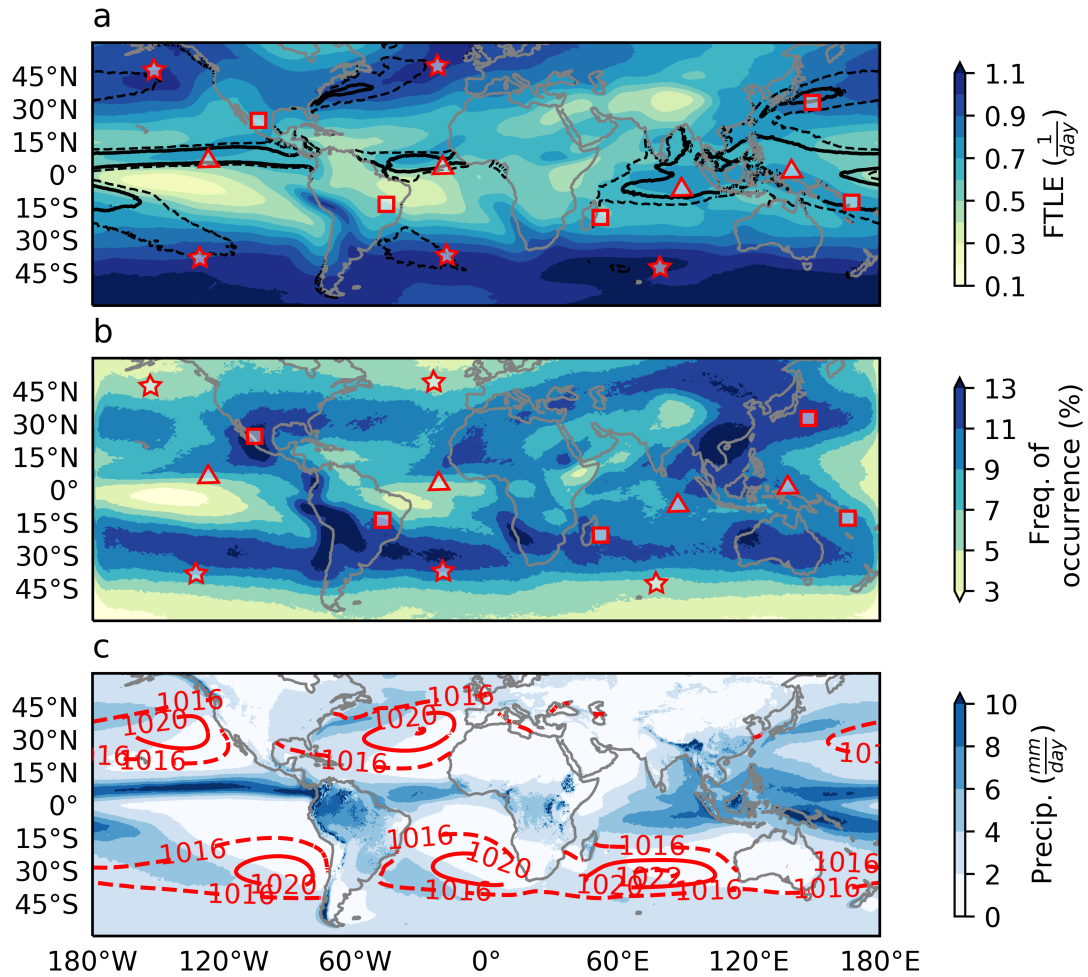 a
45°N
30°N
15°N
0°
15°S
30°S
45°S
1.1
0.9
0.7
0.5
0.3
0.1
FTLE (1/day)
b
45°N
30°N
15°N
0°
15°S
30°S
45°S
13
11
9
7
5
3
Freq. of
occurrence (%)
c
45°N
30°N
15°N
0°
15°S
30°S
45°S
1016
1020
1016
1016
1020
1016
1016
1020
1016
1016
1020
1016
1016
1020
1016
1016
1016
180°W 120°W 60°W 0° 60°E 120°E 180°E
10
8
6
4
2
0
Precip. (mm/day)